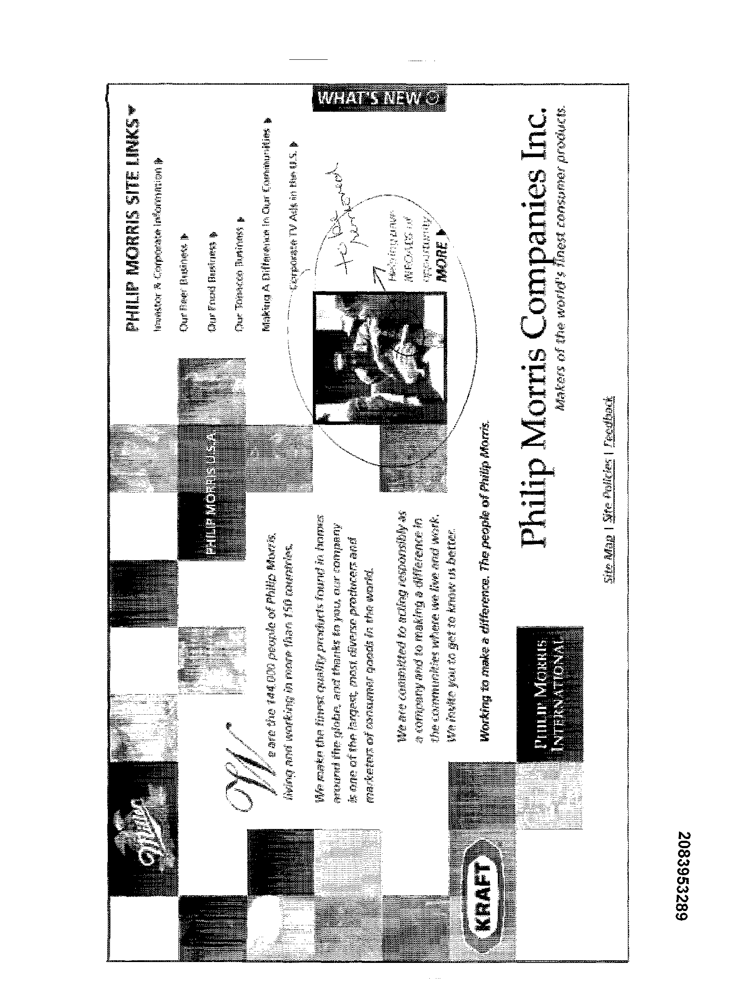 Miller
PHILIP MORRIS U.S.A.
PHILIP MORRIS SITE LINKS
Investor & Corporate Information
Our Beer Business
Our Food Business
Our Tobacco Business
Making A Difference In Our Communities
Corporate TV Ads in the U.S.
We are the 144,000 people of Philip Morris,
living and working in more than 150 countries.
We make the finest quality products found in homes
around the globe, and thanks to you, our company
is one of the largest, most diverse producers and
marketers of consumer goods in the world.
We are committed to acting responsibly as
a company and to making a difference in
the communities where we live and work.
We invite you to get to know us better.
Working to make a difference. The people of Philip Morris.
WHAT'S NEW
to be
removed
Helping pave
INROADS of
opportunity
MORE
KRAFT
PHILIP MORRIS
INTERNATIONAL
Philip Morris Companies Inc.
Makers of the world's finest consumer products.
Site Map | Site Policies | Feedback
2083953289